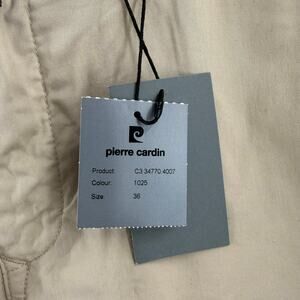 pierre cardin
Product: C3 34770.4007
Colour: 1025
Size: 36